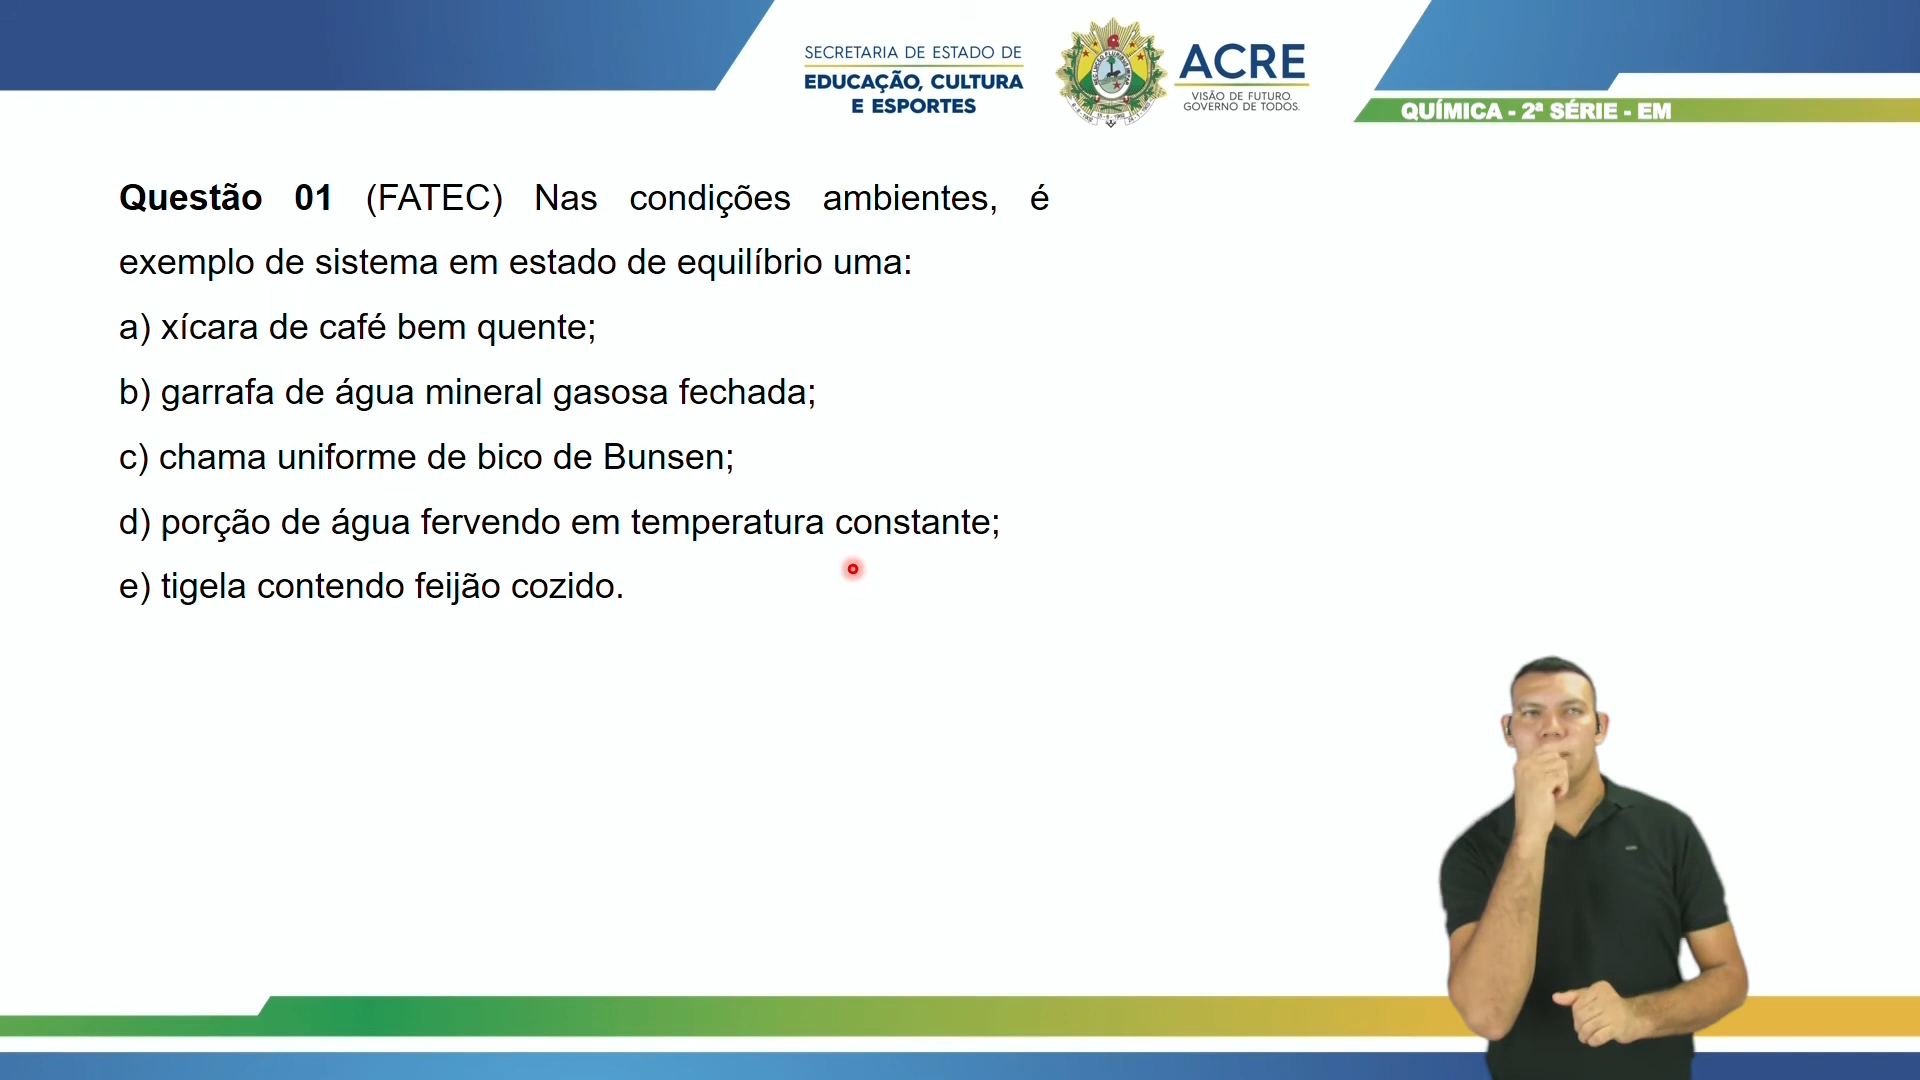 SECRETARIA DE ESTADO DE
EDUCAÇÃO, CULTURA
E ESPORTES
ACRE
VISÃO DE FUTURO.
GOVERNO DE TODOS.
QUÍMICA - 2ª SÉRIE - EM
Questão 01 (FATEC) Nas condições ambientes, é
exemplo de sistema em estado de equilíbrio uma:
a) xícara de café bem quente;
b) garrafa de água mineral gasosa fechada;
c) chama uniforme de bico de Bunsen;
d) porção de água fervendo em temperatura constante;
e) tigela contendo feijão cozido.